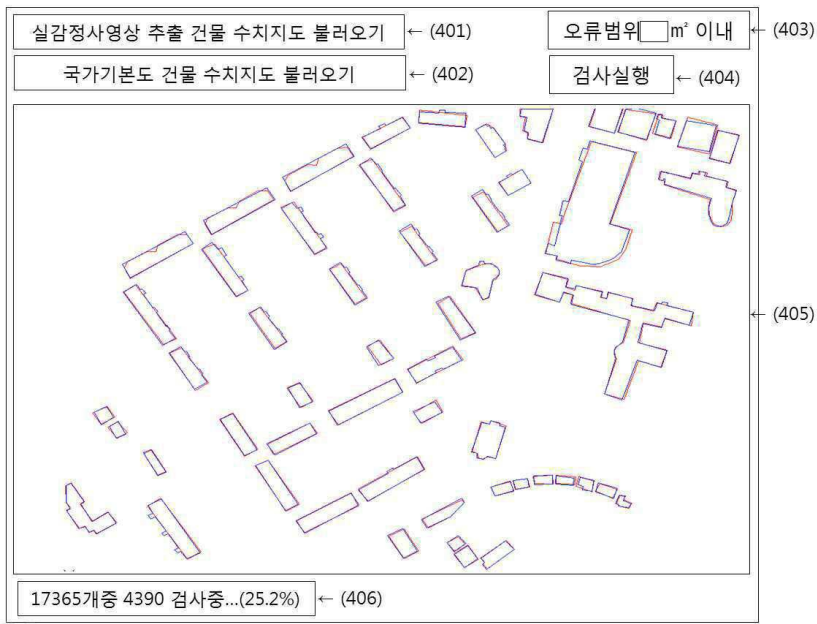 실감정사영상 추출 건물 수치지도 불러오기 ← (401)
오류범위 ㎡ 이내 ← (403)
국가기본도 건물 수치지도 불러오기 ← (402)
검사실행 ← (404)
← (405)
17365개중 4390 검사중...(25.2%) ← (406)